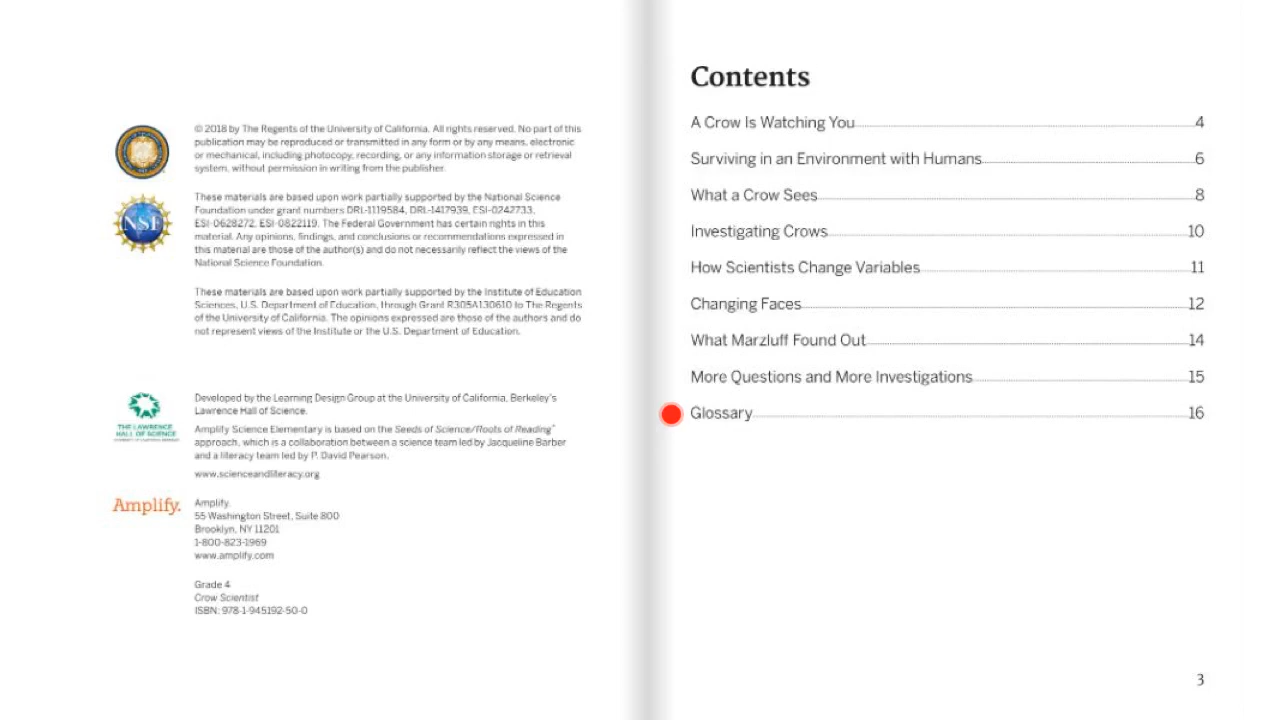 © 2018 by The Regents of the University of California. All rights reserved. No part of this
publication may be reproduced or transmitted in any form or by any means, electronic
or mechanical, including photocopy, recording, or any information storage or retrieval
system, without permission in writing from the publisher.
NSF
These materials are based upon work partially supported by the National Science
Foundation under grant numbers DRL-1119584, DRL-1417939, ESI-0242733,
ESI-0628272, ESI-0822119. The Federal Government has certain rights in this
material. Any opinions, findings, and conclusions or recommendations expressed in
this material are those of the author(s) and do not necessarily reflect the views of the
National Science Foundation.
These materials are based upon work partially supported by the Institute of Education
Sciences, U.S. Department of Education, through Grant R305A130610 to The Regents
of the University of California. The opinions expressed are those of the authors and do
not represent views of the Institute or the U.S. Department of Education.
THE LAWRENCE
HALL OF SCIENCE
Developed by the Learning Design Group at the University of California, Berkeley's
Lawrence Hall of Science.
Amplify Science Elementary is based on the Seeds of Science/Roots of Reading
approach, which is a collaboration between a science team led by Jacqueline Barber
and a literacy team led by P. David Pearson.
www.scienceandliteracy.org
Amplify.
Amplify.
55 Washington Street, Suite 800
Brooklyn, NY 11201
1-800-823-1969
www.amplify.com
Grade 4
Crow Scientist
ISBN: 978-1-945192-50-0
Contents
A Crow Is Watching You 4
Surviving in an Environment with Humans 6
What a Crow Sees 8
Investigating Crows 10
How Scientists Change Variables 11
Changing Faces 12
What Marzluff Found Out 14
More Questions and More Investigations 15
Glossary 16
3